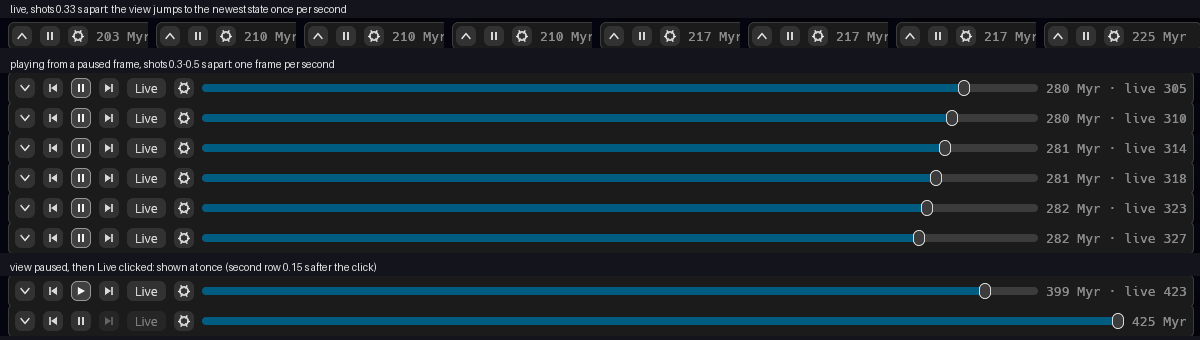 live, shots 0.33 s apart: the view jumps to the newest state once per second
203 Myr 210 Myr 210 Myr 210 Myr 217 Myr 217 Myr 217 Myr 225 Myr
playing from a paused frame, shots 0.3-0.5 s apart: one frame per second
Live 280 Myr · live 305
Live 280 Myr · live 310
Live 281 Myr · live 314
Live 281 Myr · live 318
Live 282 Myr · live 323
Live 282 Myr · live 327
view paused, then Live clicked: shown at once (second row 0.15 s after the click)
Live 399 Myr · live 423
Live 425 Myr